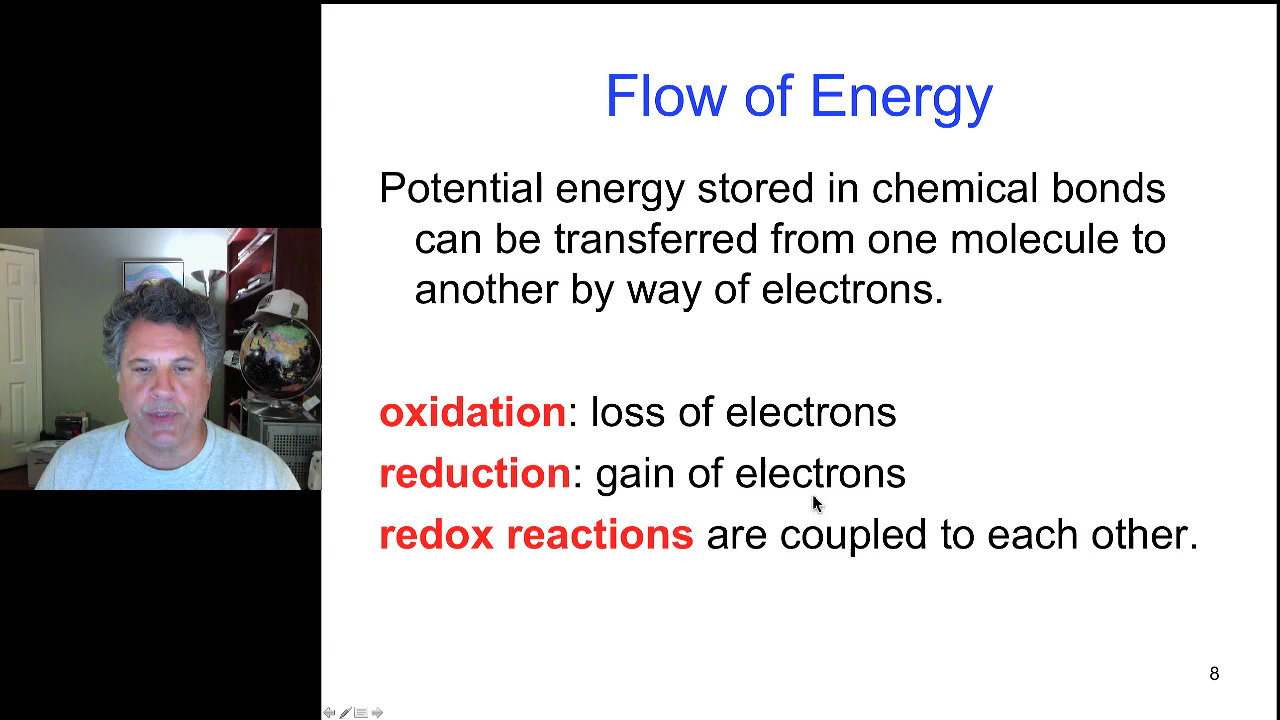 Flow of Energy
Potential energy stored in chemical bonds
can be transferred from one molecule to
another by way of electrons.
oxidation: loss of electrons
reduction: gain of electrons
redox reactions are coupled to each other.
8